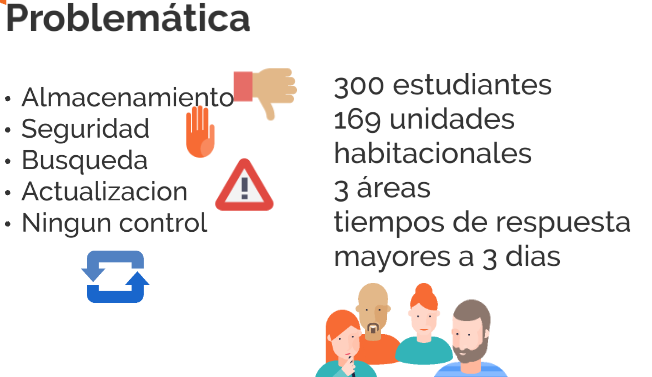 Problemática
• Almacenamiento
• Seguridad
• Busqueda
• Actualizacion
• Ningun control
300 estudiantes
169 unidades
habitacionales
3 áreas
tiempos de respuesta
mayores a 3 dias